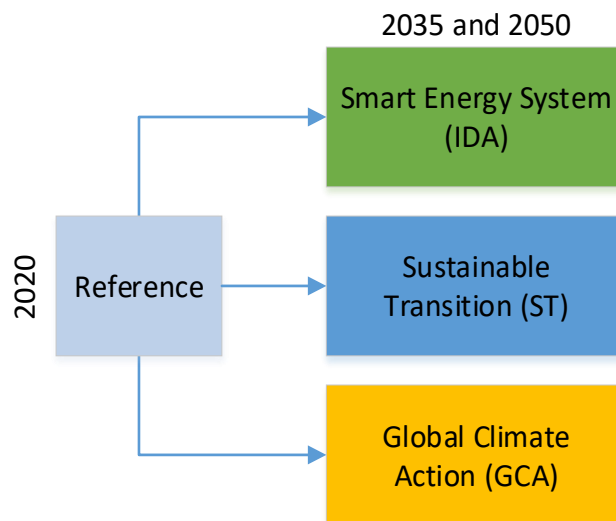 2035 and 2050
Smart Energy System
(IDA)
2020
Reference
Sustainable
Transition (ST)
Global Climate
Action (GCA)